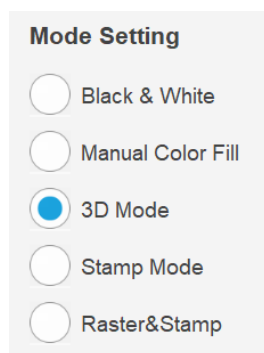 Mode Setting
Black & White
Manual Color Fill
3D Mode
Stamp Mode
Raster&Stamp